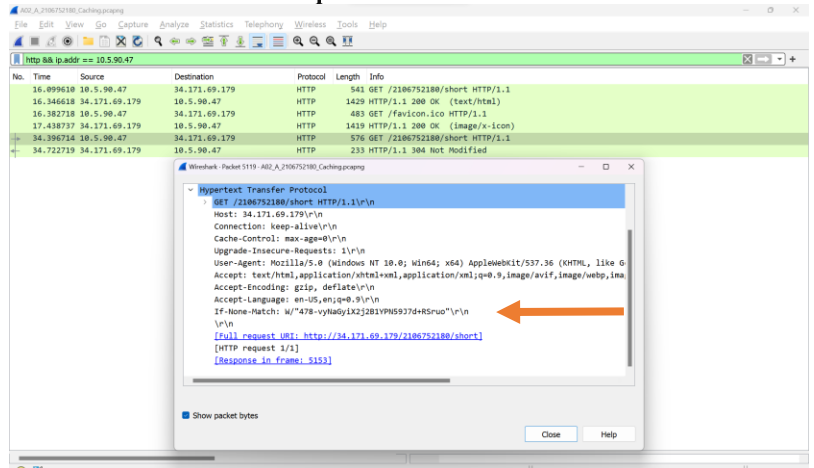 A02_A_2106752180_Caching.pcapng
File Edit View Go Capture Analyze Statistics Telephony Wireless Tools Help
http && ip.addr == 10.5.90.47
No. Time Source Destination Protocol Length Info
16.099610 10.5.90.47 34.171.69.179 HTTP 541 GET /2106752180/short HTTP/1.1
16.346618 34.171.69.179 10.5.90.47 HTTP 1429 HTTP/1.1 200 OK (text/html)
16.382718 10.5.90.47 34.171.69.179 HTTP 483 GET /favicon.ico HTTP/1.1
17.438737 34.171.69.179 10.5.90.47 HTTP 1419 HTTP/1.1 200 OK (image/x-icon)
34.396714 10.5.90.47 34.171.69.179 HTTP 576 GET /2106752180/short HTTP/1.1
34.722719 34.171.69.179 10.5.90.47 HTTP 233 HTTP/1.1 304 Not Modified
Wireshark · Packet 5119 · A02_A_2106752180_Caching.pcapng
Hypertext Transfer Protocol
GET /2106752180/short HTTP/1.1\r\n
Host: 34.171.69.179\r\n
Connection: keep-alive\r\n
Cache-Control: max-age=0\r\n
Upgrade-Insecure-Requests: 1\r\n
User-Agent: Mozilla/5.0 (Windows NT 10.0; Win64; x64) AppleWebKit/537.36 (KHTML, like G
Accept: text/html,application/xhtml+xml,application/xml;q=0.9,image/avif,image/webp,ima
Accept-Encoding: gzip, deflate\r\n
Accept-Language: en-US,en;q=0.9\r\n
If-None-Match: W/"478-vyNaGyiX2j2B1YPN59J7d+RSruo"\r\n
\r\n
[Full request URI: http://34.171.69.179/2106752180/short]
[HTTP request 1/1]
[Response in frame: 5153]
Show packet bytes
Close Help